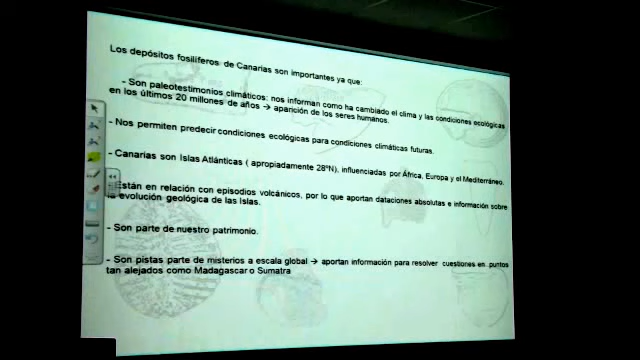 Los depósitos fosilíferos de Canarias son importantes ya que:
- Son paleotestimonios climáticos: nos informan como ha cambiado el clima y las condiciones ecológicas
en los últimos 20 millones de años → aparición de los seres humanos.
- Nos permiten predecir condiciones ecológicas para condiciones climáticas futuras.
- Canarias son Islas Atlánticas ( apropiadamente 28ºN), influenciadas por África, Europa y el Mediterráneo.
Están en relación con episodios volcánicos, por lo que aportan dataciones absolutas e información sobre
la evolución geológica de las Islas.
- Son parte de nuestro patrimonio.
- Son pistas parte de misterios a escala global → aportan información para resolver cuestiones en puntos
tan alejados como Madagascar o Sumatra